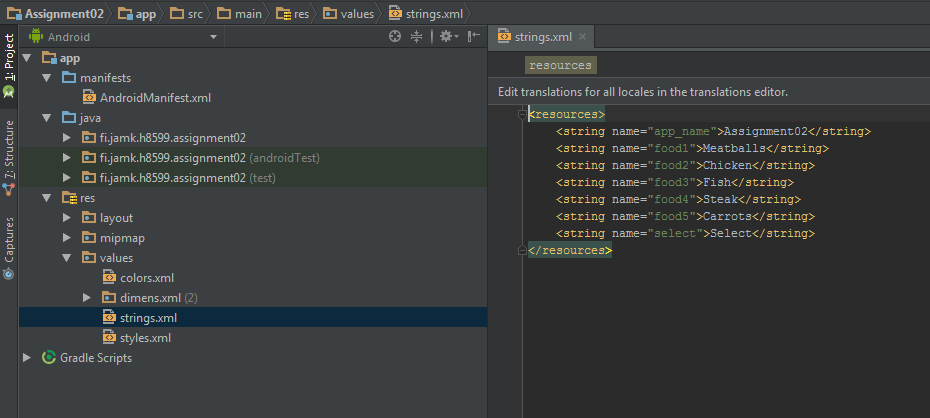 Assignment02 app src main res values strings.xml
1: Project
7: Structure
Captures
Android
app
manifests
AndroidManifest.xml
java
fi.jamk.h8599.assignment02
fi.jamk.h8599.assignment02 (androidTest)
fi.jamk.h8599.assignment02 (test)
res
layout
mipmap
values
colors.xml
dimens.xml (2)
strings.xml
styles.xml
Gradle Scripts
strings.xml
resources
Edit translations for all locales in the translations editor.
<resources>
    <string name="app_name">Assignment02</string>
    <string name="food1">Meatballs</string>
    <string name="food2">Chicken</string>
    <string name="food3">Fish</string>
    <string name="food4">Steak</string>
    <string name="food5">Carrots</string>
    <string name="select">Select</string>
</resources>